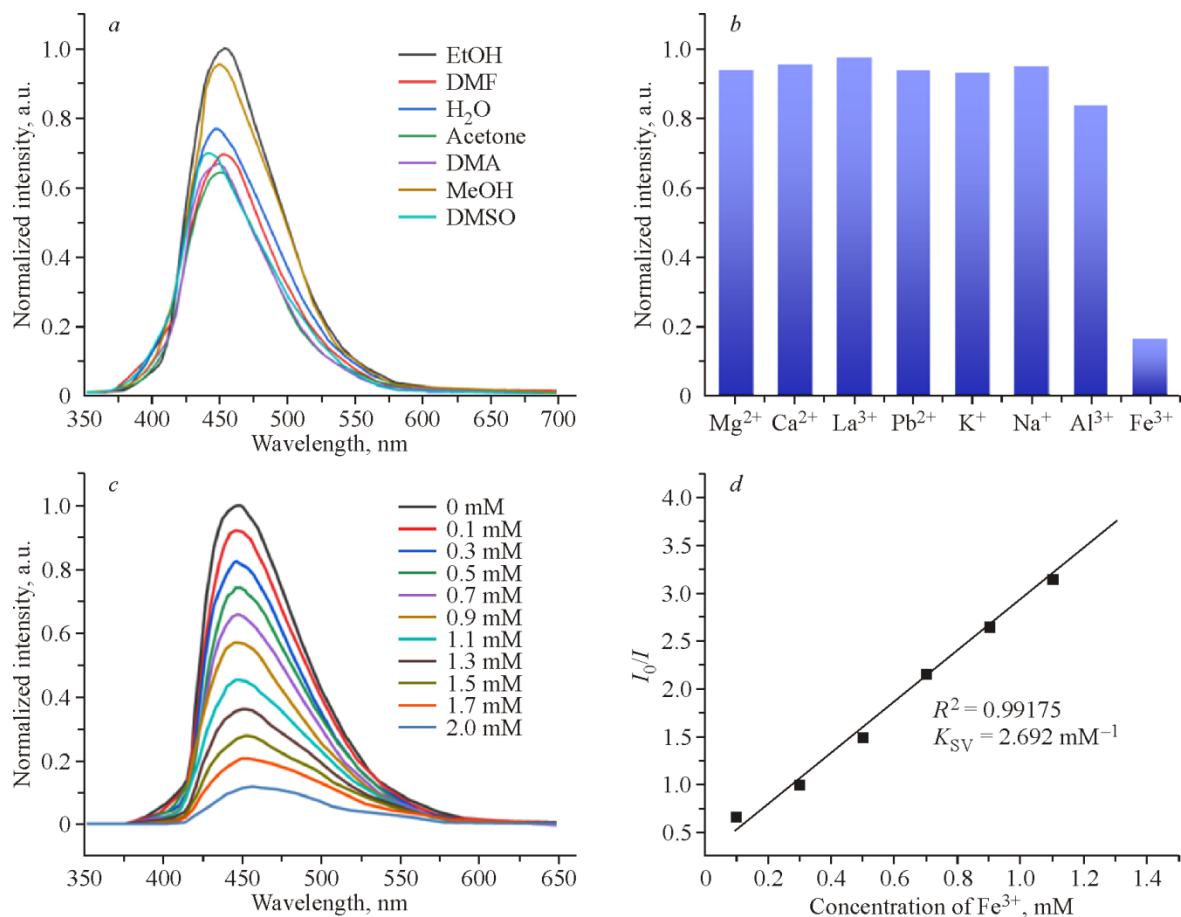 a
Normalized intensity, a.u.
1.0
0.8
0.6
0.4
0.2
0
EtOH
DMF
H₂O
Acetone
DMA
MeOH
DMSO
350 400 450 500 550 600 650 700
Wavelength, nm
b
Normalized intensity, a.u.
1.0
0.8
0.6
0.4
0.2
0
Mg²⁺ Ca²⁺ La³⁺ Pb²⁺ K⁺ Na⁺ Al³⁺ Fe³⁺
c
Normalized intensity, a.u.
1.0
0.8
0.6
0.4
0.2
0
0 mM
0.1 mM
0.3 mM
0.5 mM
0.7 mM
0.9 mM
1.1 mM
1.3 mM
1.5 mM
1.7 mM
2.0 mM
350 400 450 500 550 600 650
Wavelength, nm
d
I₀/I
4.0
3.5
3.0
2.5
2.0
1.5
1.0
0.5
R² = 0.99175
K_SV = 2.692 mM⁻¹
0 0.2 0.4 0.6 0.8 1.0 1.2 1.4
Concentration of Fe³⁺, mM